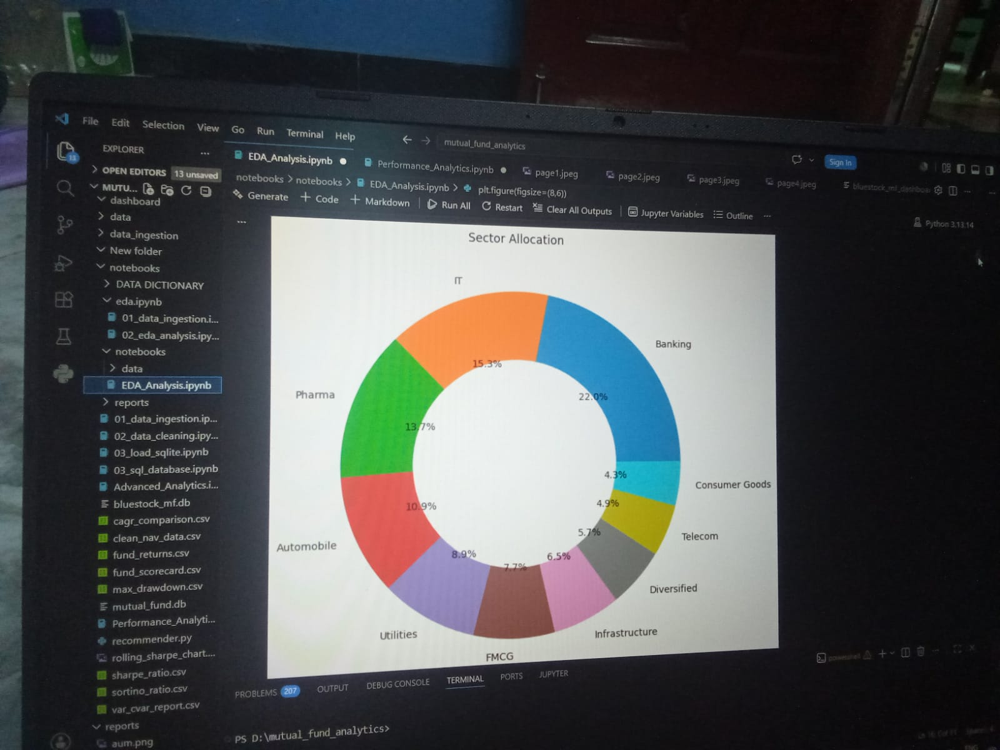 File Edit Selection View Go Run Terminal Help
mutual_fund_analytics
Sign In
EXPLORER ...
13
OPEN EDITORS 13 unsaved
MUTU...
dashboard
data
data_ingestion
New folder
notebooks
DATA DICTIONARY
eda.ipynb
01_data_ingestion.i...
02_eda_analysis.ipy...
notebooks
data
EDA_Analysis.ipynb
reports
01_data_ingestion.ip...
02_data_cleaning.ipy...
03_load_sqlite.ipynb
03_sql_database.ipynb
Advanced_Analytics.i...
bluestock_mf.db
cagr_comparison.csv
clean_nav_data.csv
fund_returns.csv
fund_scorecard.csv
max_drawdown.csv
mutual_fund.db
Performance_Analyti...
recommender.py
rolling_sharpe_chart....
sharpe_ratio.csv
sortino_ratio.csv
var_cvar_report.csv
reports
aum.png
EDA_Analysis.ipynb Performance_Analytics.ipynb page1.jpeg page2.jpeg page3.jpeg page4.jpeg bluestock_mf_dashboar
notebooks > notebooks > EDA_Analysis.ipynb > plt.figure(figsize=(8,6))
Generate + Code + Markdown Run All Restart Clear All Outputs Jupyter Variables Outline ...
Python 3.13.14
Sector Allocation
IT
15.3%
Banking
22.0%
Pharma
13.7%
Consumer Goods
4.3%
Telecom
4.9%
Automobile
10.9%
Diversified
5.7%
Utilities
8.9%
Infrastructure
6.5%
FMCG
7.7%
powershell
PROBLEMS 207 OUTPUT DEBUG CONSOLE TERMINAL PORTS JUPYTER
PS D:\mutual_fund_analytics>